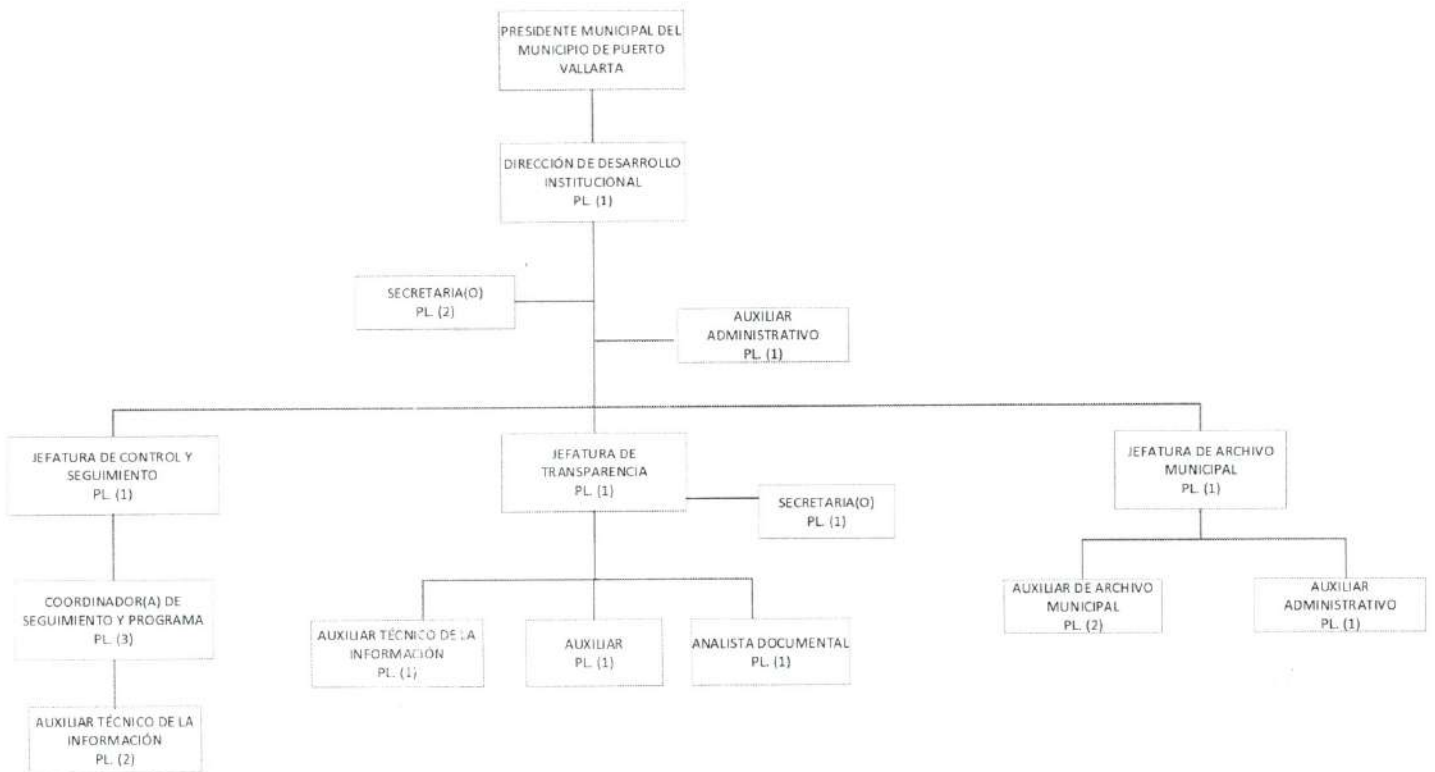 PRESIDENTE MUNICIPAL DEL
MUNICIPIO DE PUERTO
VALLARTA
DIRECCIÓN DE DESARROLLO
INSTITUCIONAL
PL. (1)
SECRETARIA(O)
PL. (2)
AUXILIAR
ADMINISTRATIVO
PL. (1)
JEFATURA DE CONTROL Y
SEGUIMIENTO
PL. (1)
JEFATURA DE
TRANSPARENCIA
PL. (1)
SECRETARIA(O)
PL. (1)
JEFATURA DE ARCHIVO
MUNICIPAL
PL. (1)
COORDINADOR(A) DE
SEGUIMIENTO Y PROGRAMA
PL. (3)
AUXILIAR TÉCNICO DE LA
INFORMACIÓN
PL. (2)
AUXILIAR TÉCNICO DE LA
INFORMACIÓN
PL. (1)
AUXILIAR
PL. (1)
ANALISTA DOCUMENTAL
PL. (1)
AUXILIAR DE ARCHIVO
MUNICIPAL
PL. (2)
AUXILIAR
ADMINISTRATIVO
PL. (1)